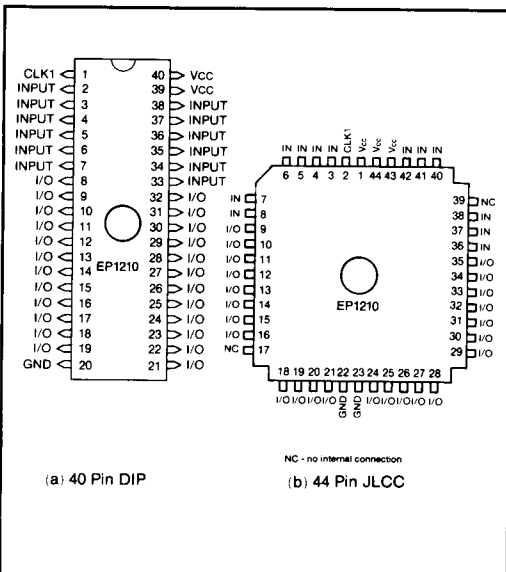 CLK1 1 40 Vcc
INPUT 2 39 Vcc
INPUT 3 38 INPUT
INPUT 4 37 INPUT
INPUT 5 36 INPUT
INPUT 6 35 INPUT
INPUT 7 34 INPUT
I/O 8 33 INPUT
I/O 9 32 I/O
I/O 10 31 I/O
I/O 11 30 I/O
I/O 12 29 I/O
I/O 13 28 I/O
I/O 14 27 I/O
I/O 15 26 I/O
I/O 16 25 I/O
I/O 17 24 I/O
I/O 18 23 I/O
I/O 19 22 I/O
GND 20 21 I/O
EP1210
(a) 40 Pin DIP
IN IN IN IN CLK1 Vcc Vcc Vcc IN IN IN
6 5 4 3 2 1 44 43 42 41 40
IN 7
IN 8
I/O 9
I/O 10
I/O 11
I/O 12
I/O 13
I/O 14
I/O 15
I/O 16
NC 17
39 NC
38 IN
37 IN
36 IN
35 I/O
34 I/O
33 I/O
32 I/O
31 I/O
30 I/O
29 I/O
EP1210
18 19 20 21 22 23 24 25 26 27 28
I/O I/O I/O I/O GND GND I/O I/O I/O I/O I/O
NC - no internal connection
(b) 44 Pin JLCC